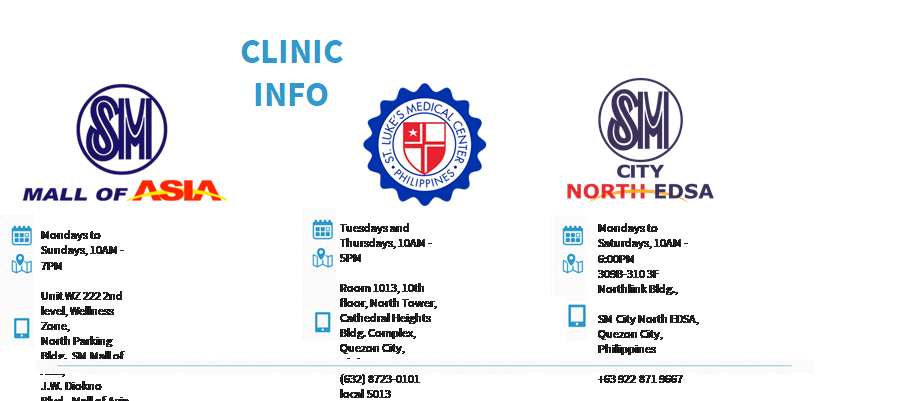 CLINIC
INFO
SM
MALL OF ASIA
Mondays to
Sundays, 10AM -
7PM
Unit WZ 222 2nd
level, Wellness
Zone,
North Parking
Bldg., SM Mall of
J.W. Diokno
Blvd., Mall of Asia
ST. LUKE'S MEDICAL CENTER
PHILIPPINES
Tuesdays and
Thursdays, 10AM -
5PM
Room 1013, 10th
floor, North Tower,
Cathedral Heights
Bldg. Complex,
Quezon City,
(632) 8723-0101
local 5013
SM
CITY
NORTH EDSA
Mondays to
Saturdays, 10AM -
6:00PM
309B-310 3F
Northlink Bldg.,
SM City North EDSA,
Quezon City,
Philippines
+63 922 871 9667